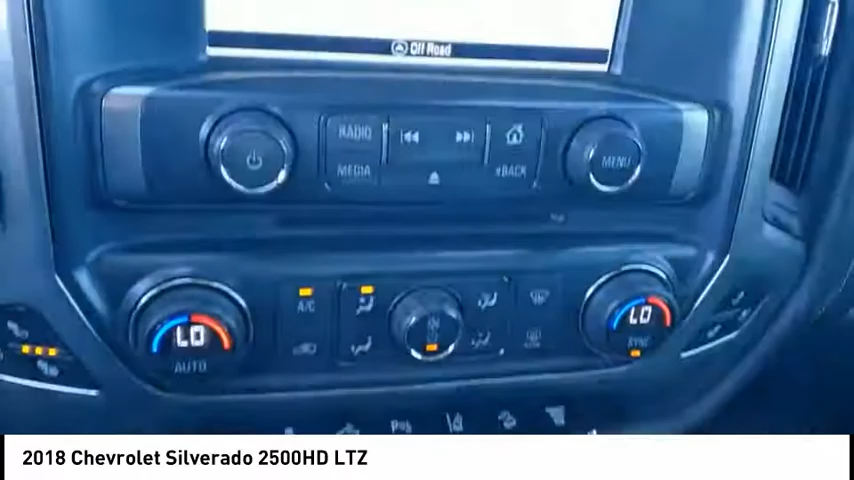 Off Road
RADIO
MEDIA
BACK
MENU
A/C
LO
AUTO
LO
SYNC
2018 Chevrolet Silverado 2500HD LTZ